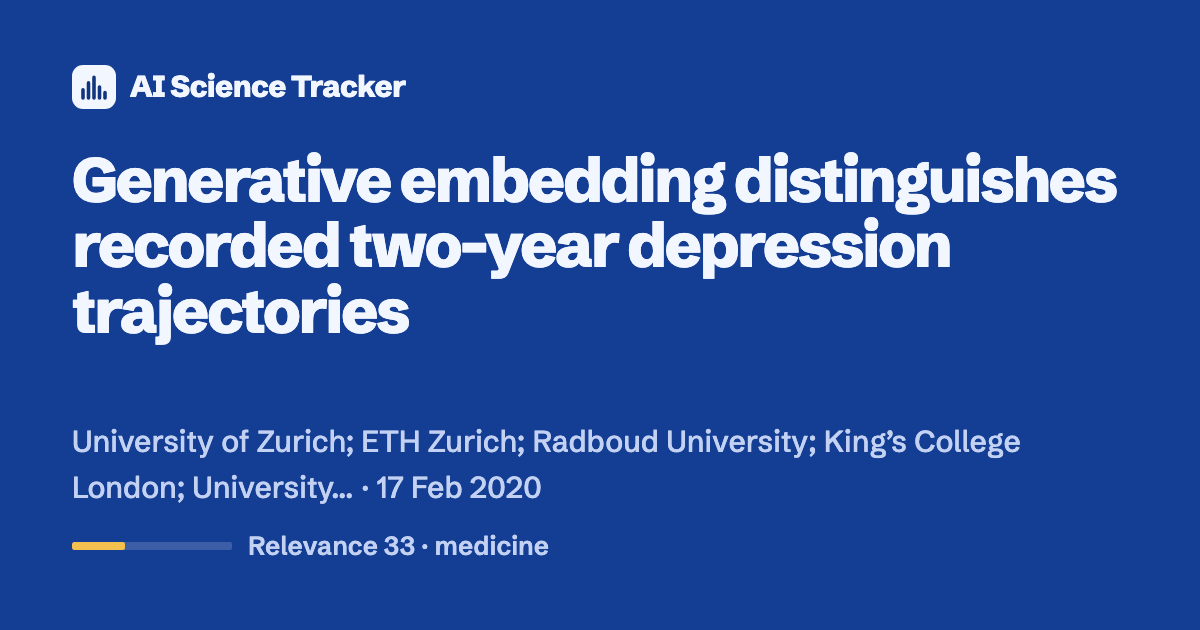 AI Science Tracker
Generative embedding distinguishes
recorded two-year depression
trajectories
University of Zurich; ETH Zurich; Radboud University; King’s College
London; University... · 17 Feb 2020
Relevance 33 · medicine